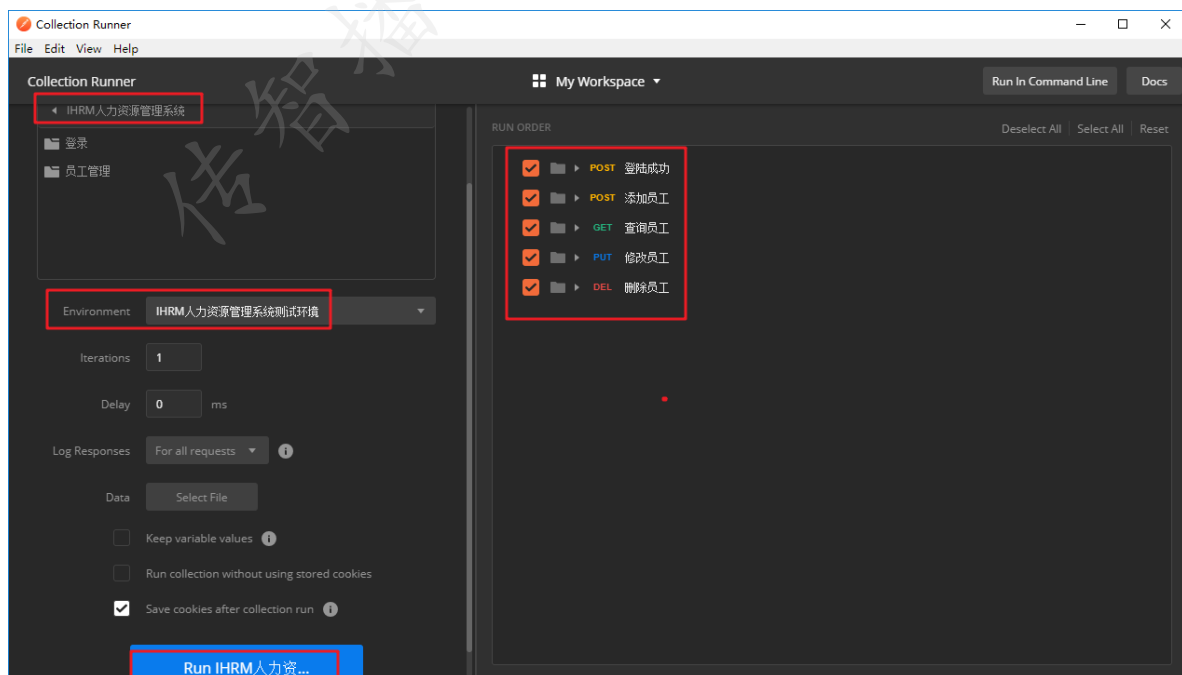 Collection Runner
File Edit View Help
Collection Runner
My Workspace
Run In Command Line
Docs
IHRM人力资源管理系统
登录
员工管理
RUN ORDER
Deselect All
Select All
Reset
POST 登陆成功
POST 添加员工
GET 查询员工
PUT 修改员工
DEL 删除员工
Environment IHRM人力资源管理系统测试环境
Iterations 1
Delay 0 ms
Log Responses For all requests
Data Select File
Keep variable values
Run collection without using stored cookies
Save cookies after collection run
Run IHRM人力资...
传智播